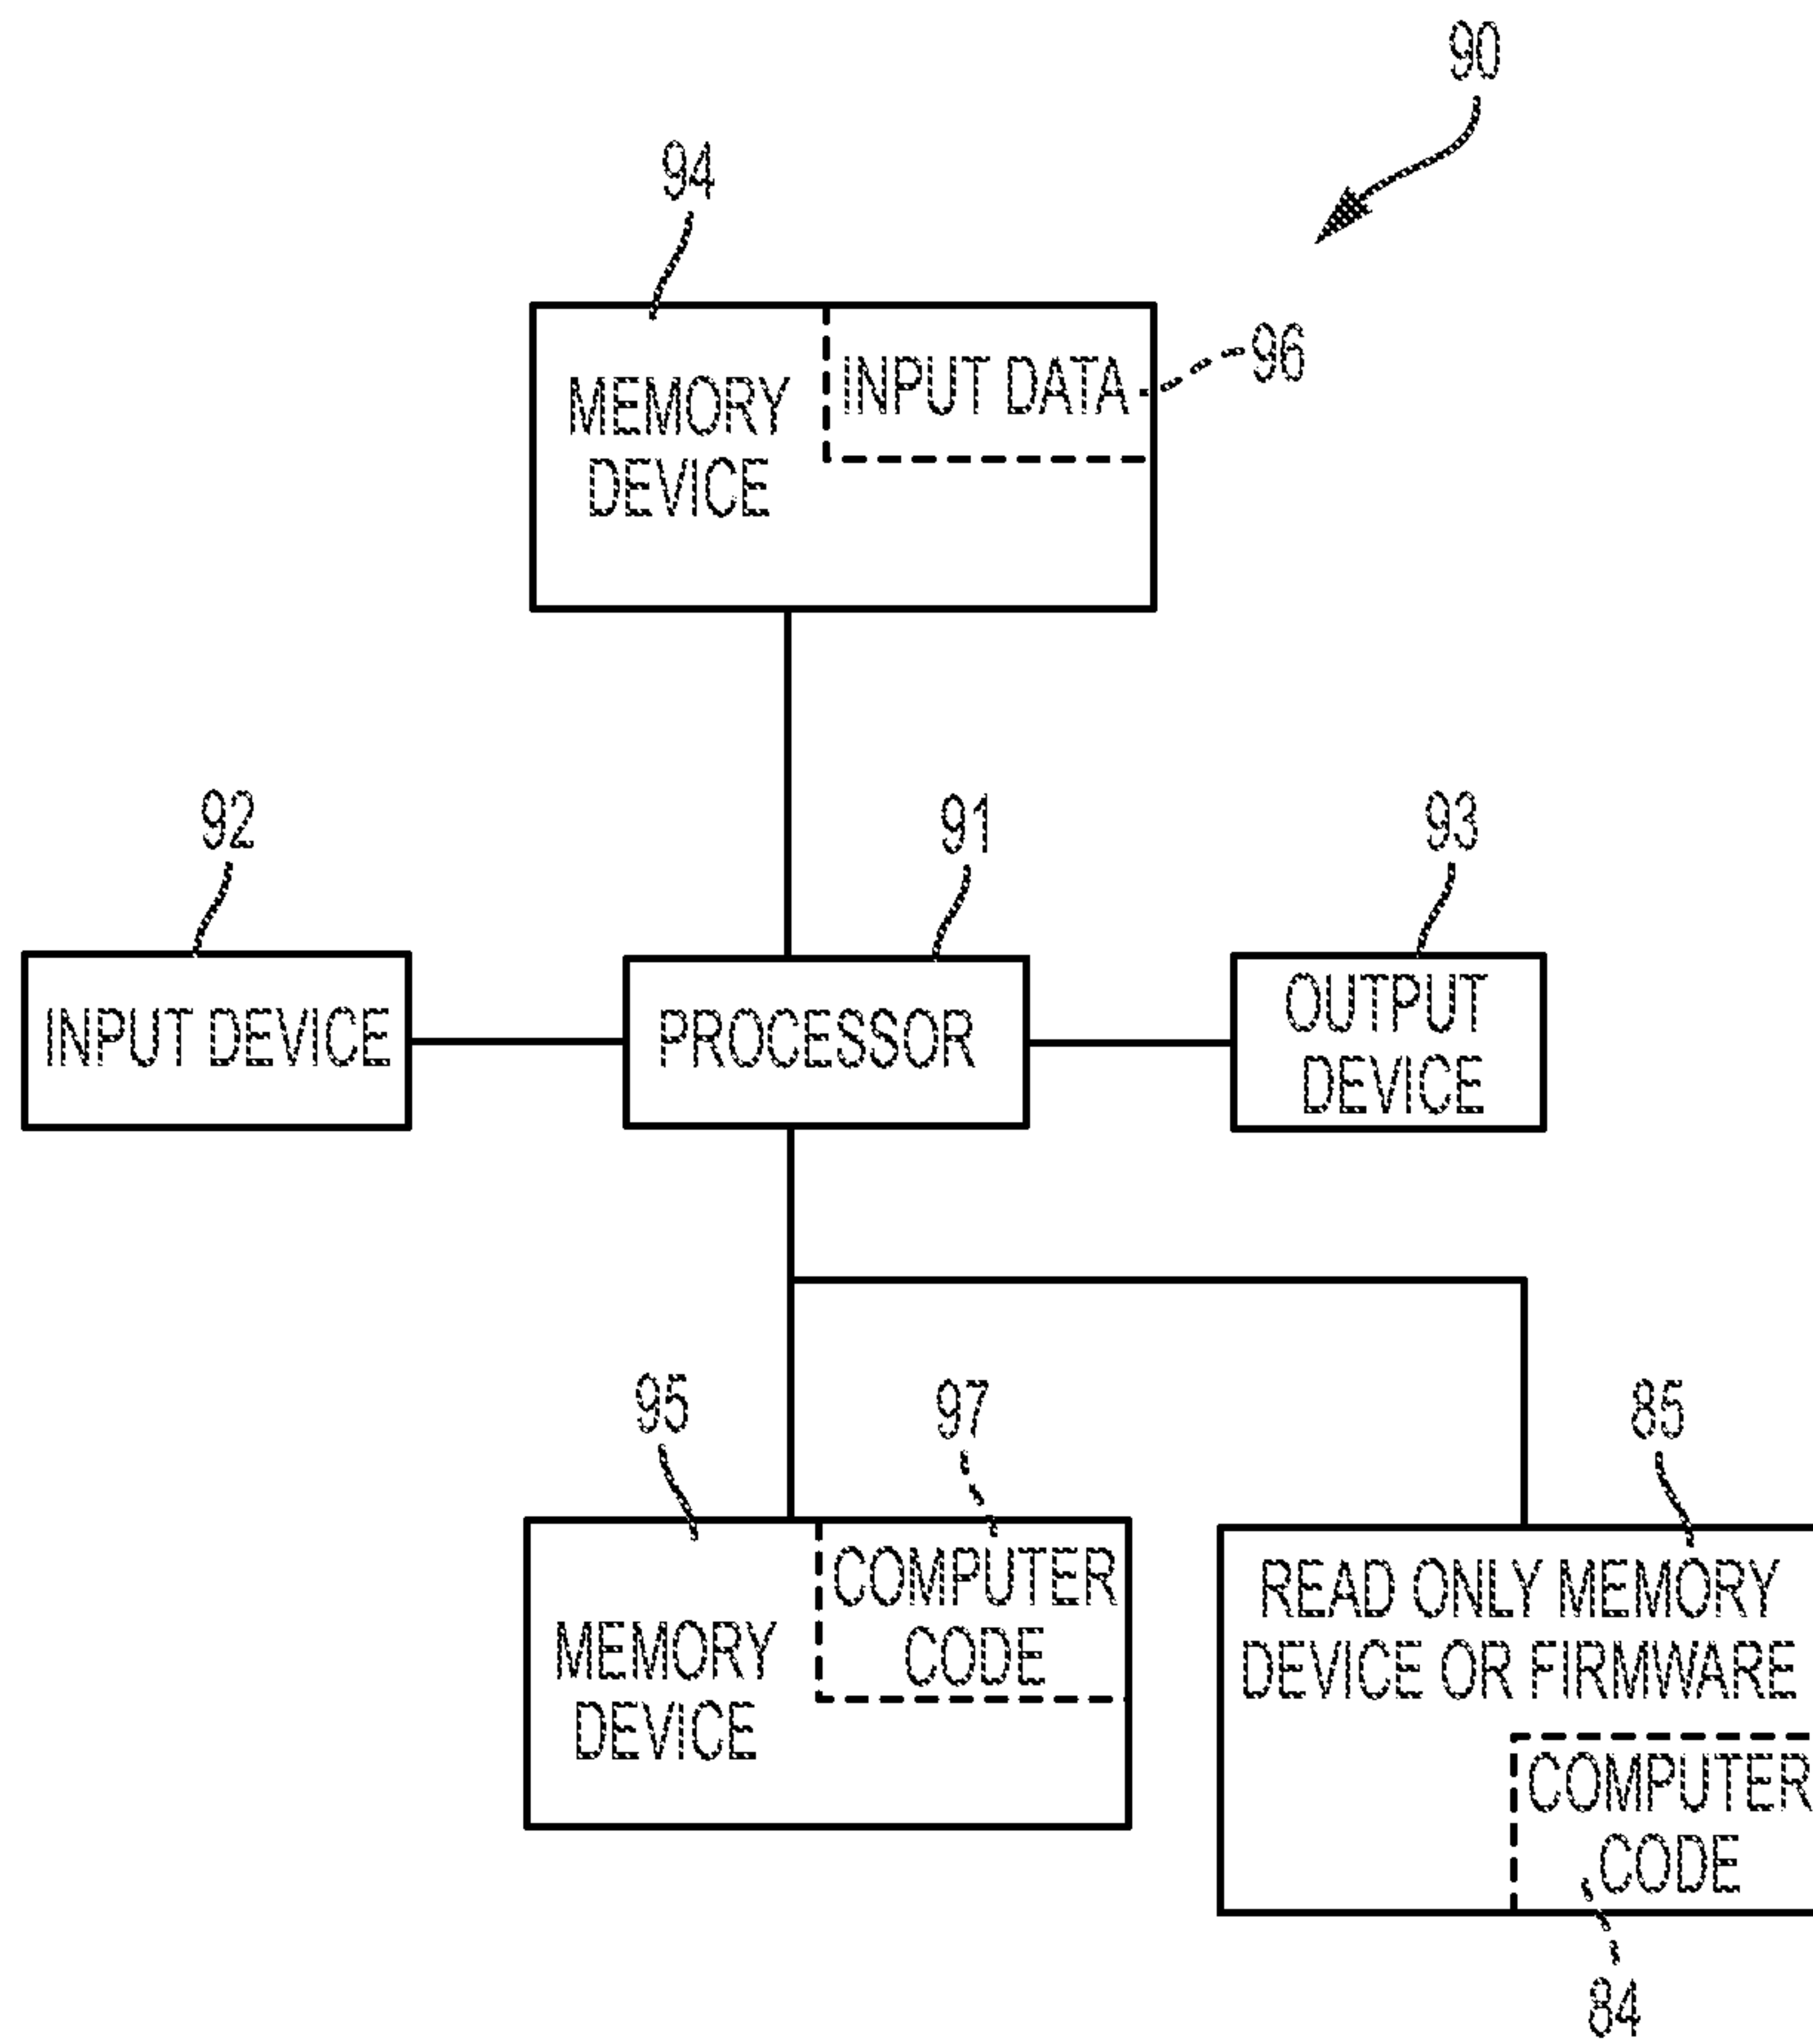 90
94
96
MEMORY
DEVICE
INPUT DATA
92
91
93
INPUT DEVICE
PROCESSOR
OUTPUT
DEVICE
95
97
85
MEMORY
DEVICE
COMPUTER
CODE
READ ONLY MEMORY
DEVICE OR FIRMWARE
COMPUTER
CODE
84